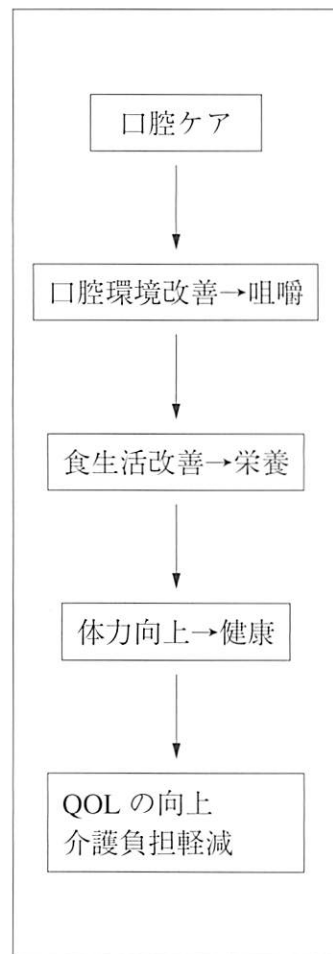 口腔ケア
口腔環境改善→咀嚼
食生活改善→栄養
体力向上→健康
QOL の向上
介護負担軽減